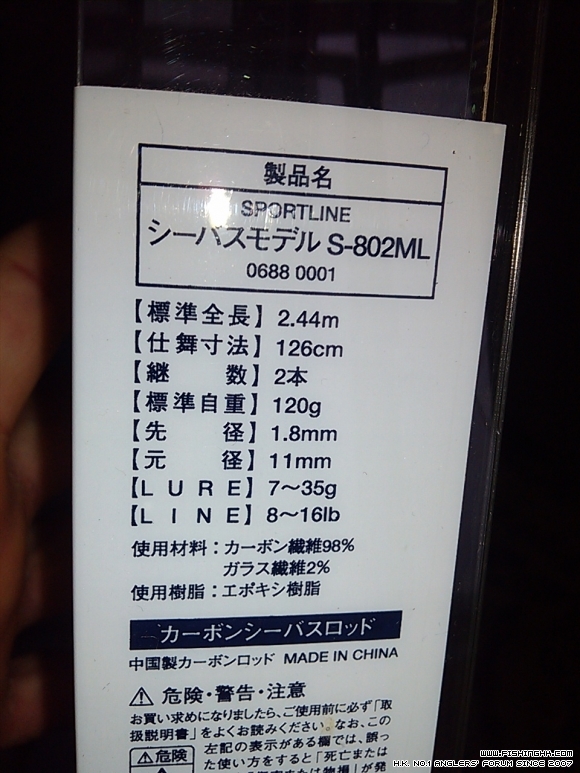 製品名
SPORTLINE
シーバスモデル S-802ML
0688 0001
【標準全長】 2.44m
【仕舞寸法】 126cm
【継 数】 2本
【標準自重】 120g
【先 径】 1.8mm
【元 径】 11mm
【L U R E】 7〜35g
【L I N E】 8〜16lb
使用材料：カーボン繊維98%
ガラス繊維2%
使用樹脂：エポキシ樹脂
カーボンシーバスロッド
中国製カーボンロッド MADE IN CHINA
⚠ 危険・警告・注意
お買い求めになりましたら、ご使用前に必ず「取
扱説明書」をよくお読みください。なお、この
⚠危険 左記の表示がある欄では、誤っ
た使い方をすると「死亡または
WWW.FISHINGHK.COM
H.K. NO.1 ANGLERS' FORUM SINCE 2007